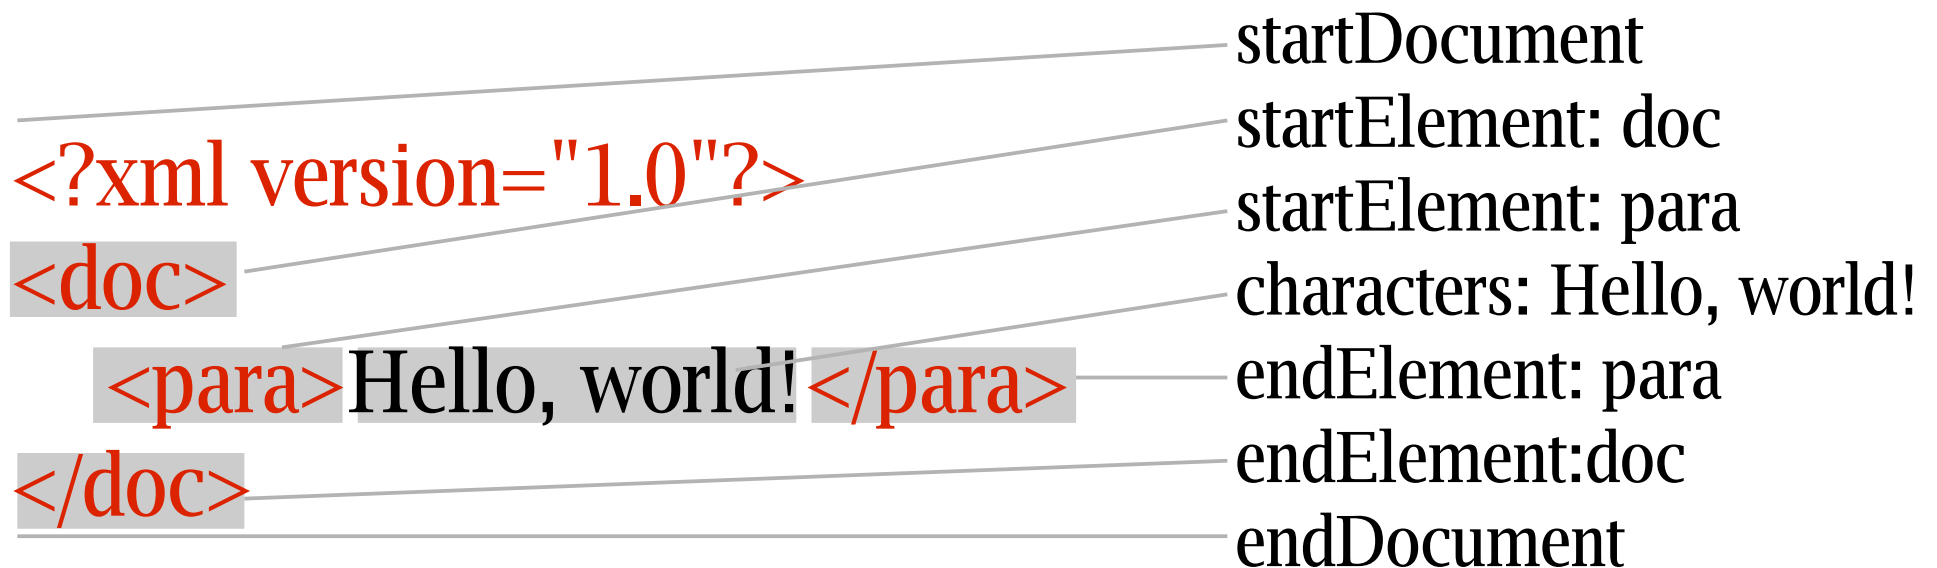 <?xml version="1.0"?>
<doc>
<para>Hello, world!</para>
</doc>
startDocument
startElement: doc
startElement: para
characters: Hello, world!
endElement: para
endElement:doc
endDocument